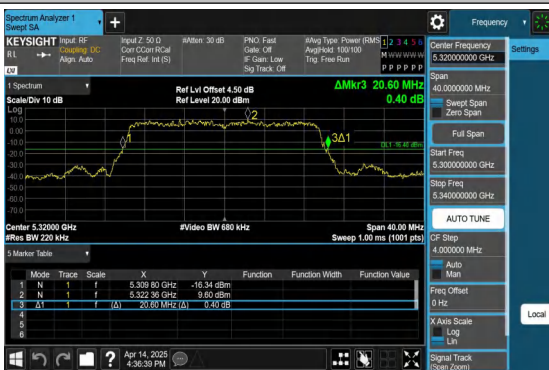 Spectrum Analyzer 1
Swept SA
+
Frequency
KEYSIGHT
RL
Input: RF
Coupling: DC
Align: Auto
Input Z: 50 Ω
Corr CCorr RCal
Freq Ref: Int (S)
#Atten: 30 dB
PNO: Fast
Gate: Off
IF Gain: Low
Sig Track: Off
#Avg Type: Power (RMS
Avg|Hold: 100/100
Trig: Free Run
1 2 3 4 5 6
M W W W W W
P P P P P P
1 Spectrum
Scale/Div 10 dB
Ref Lvl Offset 4.50 dB
Ref Level 20.00 dBm
ΔMkr3 20.60 MHz
0.40 dB
Log
10.0
0.00
-10.0
-20.0
-30.0
-40.0
-50.0
-60.0
-70.0
1
2
3Δ1
DL1 -16.40 dBm
Center 5.32000 GHz
#Res BW 220 kHz
#Video BW 680 kHz
Span 40.00 MHz
Sweep 1.00 ms (1001 pts)
5 Marker Table
Mode Trace Scale X Y Function Function Width Function Value
1 N 1 f 5.309 80 GHz -16.34 dBm
2 N 1 f 5.322 36 GHz 9.60 dBm
3 Δ1 1 f (Δ) 20.60 MHz (Δ) 0.40 dB
4
5
6
Apr 14, 2025
4:36:39 PM
Center Frequency
5.320000000 GHz
Settings
Span
40.0000000 MHz
Swept Span
Zero Span
Full Span
Start Freq
5.300000000 GHz
Stop Freq
5.340000000 GHz
AUTO TUNE
CF Step
4.000000 MHz
Auto
Man
Freq Offset
0 Hz
X Axis Scale
Log
Lin
Local
Signal Track
(Span Zoom)